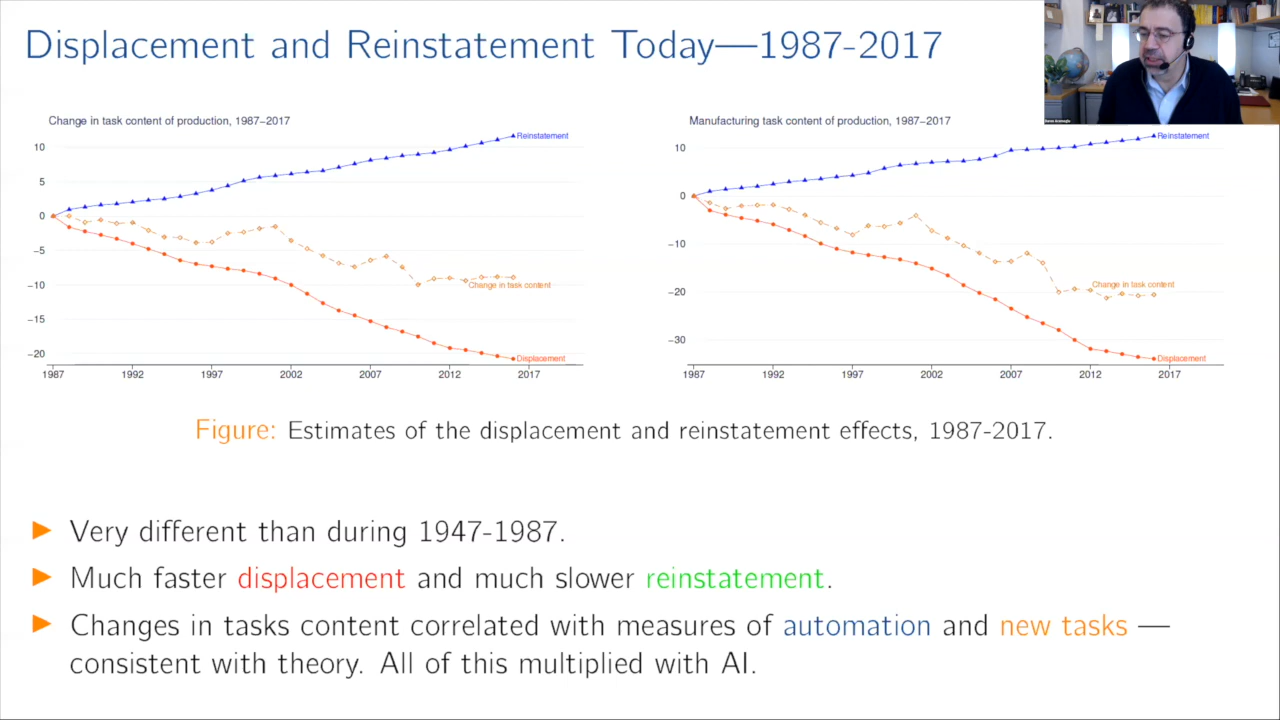 Displacement and Reinstatement Today—1987-2017
Change in task content of production, 1987−2017
10
5
0
−5
−10
−15
−20
1987 1992 1997 2002 2007 2012 2017
Reinstatement
Change in task content
Displacement
Manufacturing task content of production, 1987−2017
10
0
−10
−20
−30
1987 1992 1997 2002 2007 2012 2017
Reinstatement
Change in task content
Displacement
Figure: Estimates of the displacement and reinstatement effects, 1987-2017.
▶ Very different than during 1947-1987.
▶ Much faster displacement and much slower reinstatement.
▶ Changes in tasks content correlated with measures of automation and new tasks —
consistent with theory. All of this multiplied with AI.